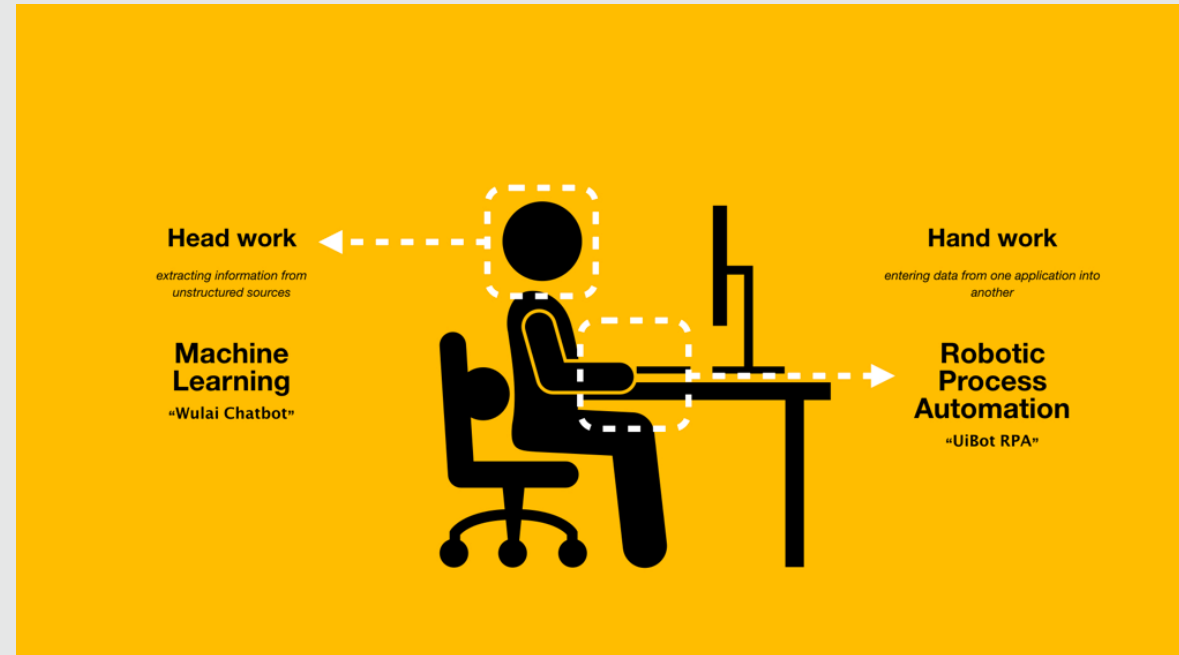 Head work
extracting information from
unstructured sources
Machine
Learning
“Wulai Chatbot”
Hand work
entering data from one application into
another
Robotic
Process
Automation
“UiBot RPA”